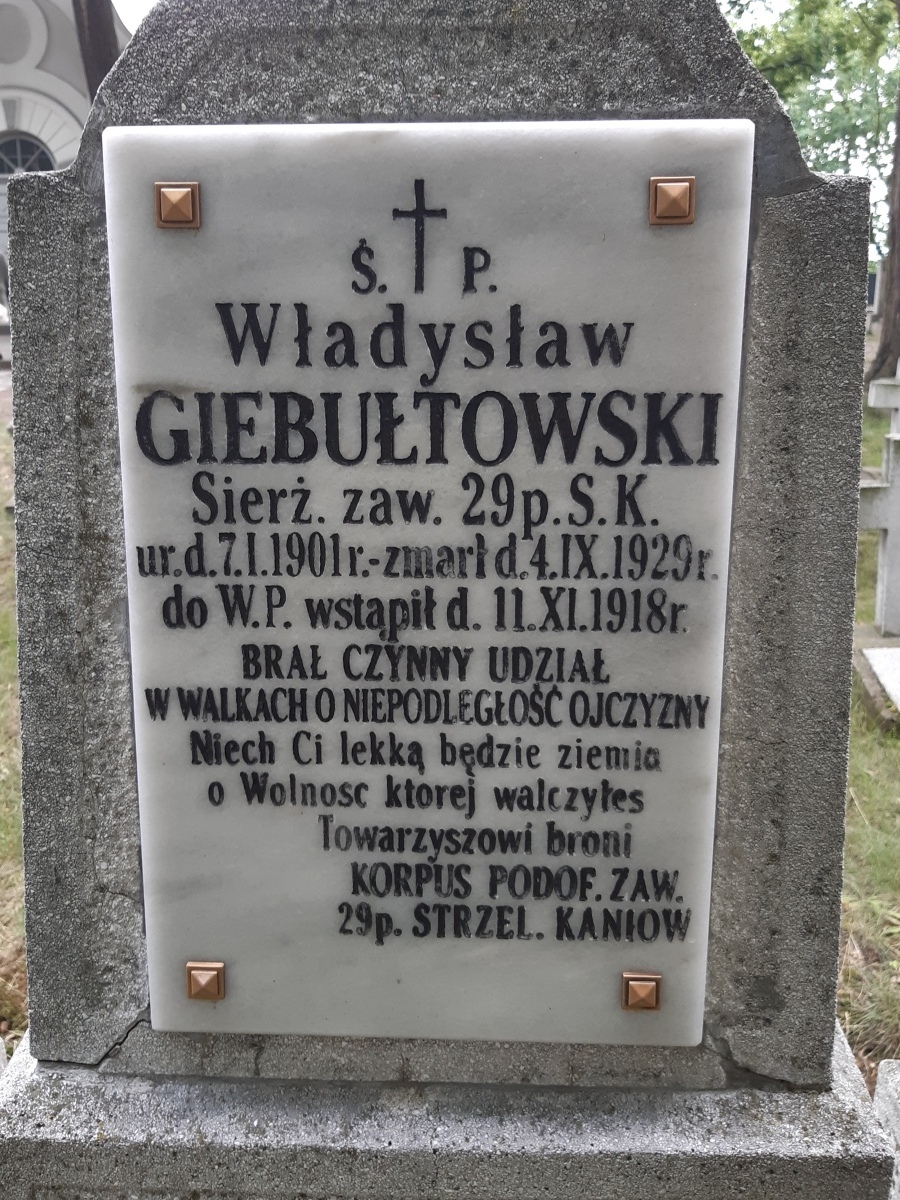 Ś. P.
Władysław
GIEBUŁTOWSKI
Sierż. zaw. 29p.S.K.
ur.d.7.I.1901r.-zmarł d.4.IX.1929r.
do W.P. wstąpił d. 11.XI.1918r.
BRAŁ CZYNNY UDZIAŁ
W WALKACH O NIEPODLEGŁOŚĆ OJCZYZNY
Niech Ci lekką będzie ziemia
o Wolnosc ktorej walczyłes
Towarzyszowi broni
KORPUS PODOF. ZAW.
29p. STRZEL. KANIOW